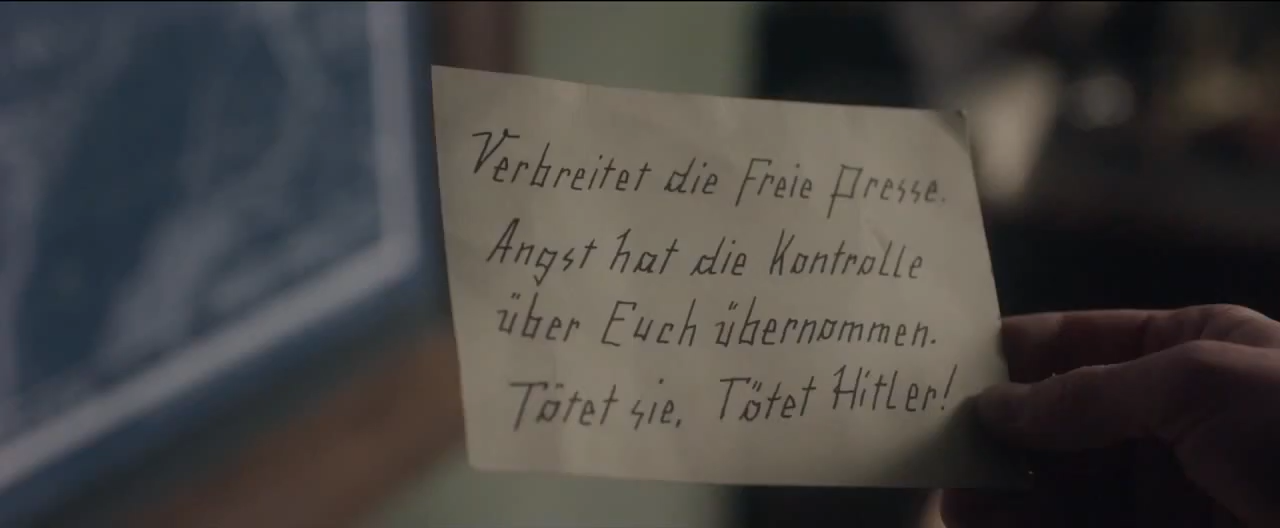 Verbreitet die Freie Presse.
Angst hat die Kontrolle
über Euch übernommen.
Tötet sie. Tötet Hitler!